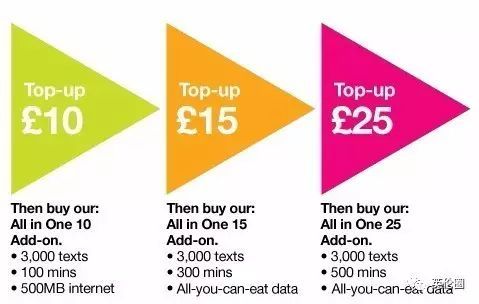 Top-up
£10
Then buy our:
All in One 10
Add-on.
• 3,000 texts
• 100 mins
• 500MB internet
Top-up
£15
Then buy our:
All in One 15
Add-on.
• 3,000 texts
• 300 mins
• All-you-can-eat data
Top-up
£25
Then buy our:
All in One 25
Add-on.
• 3,000 texts
• 500 mins
• All-you-can-eat data
英伦圈